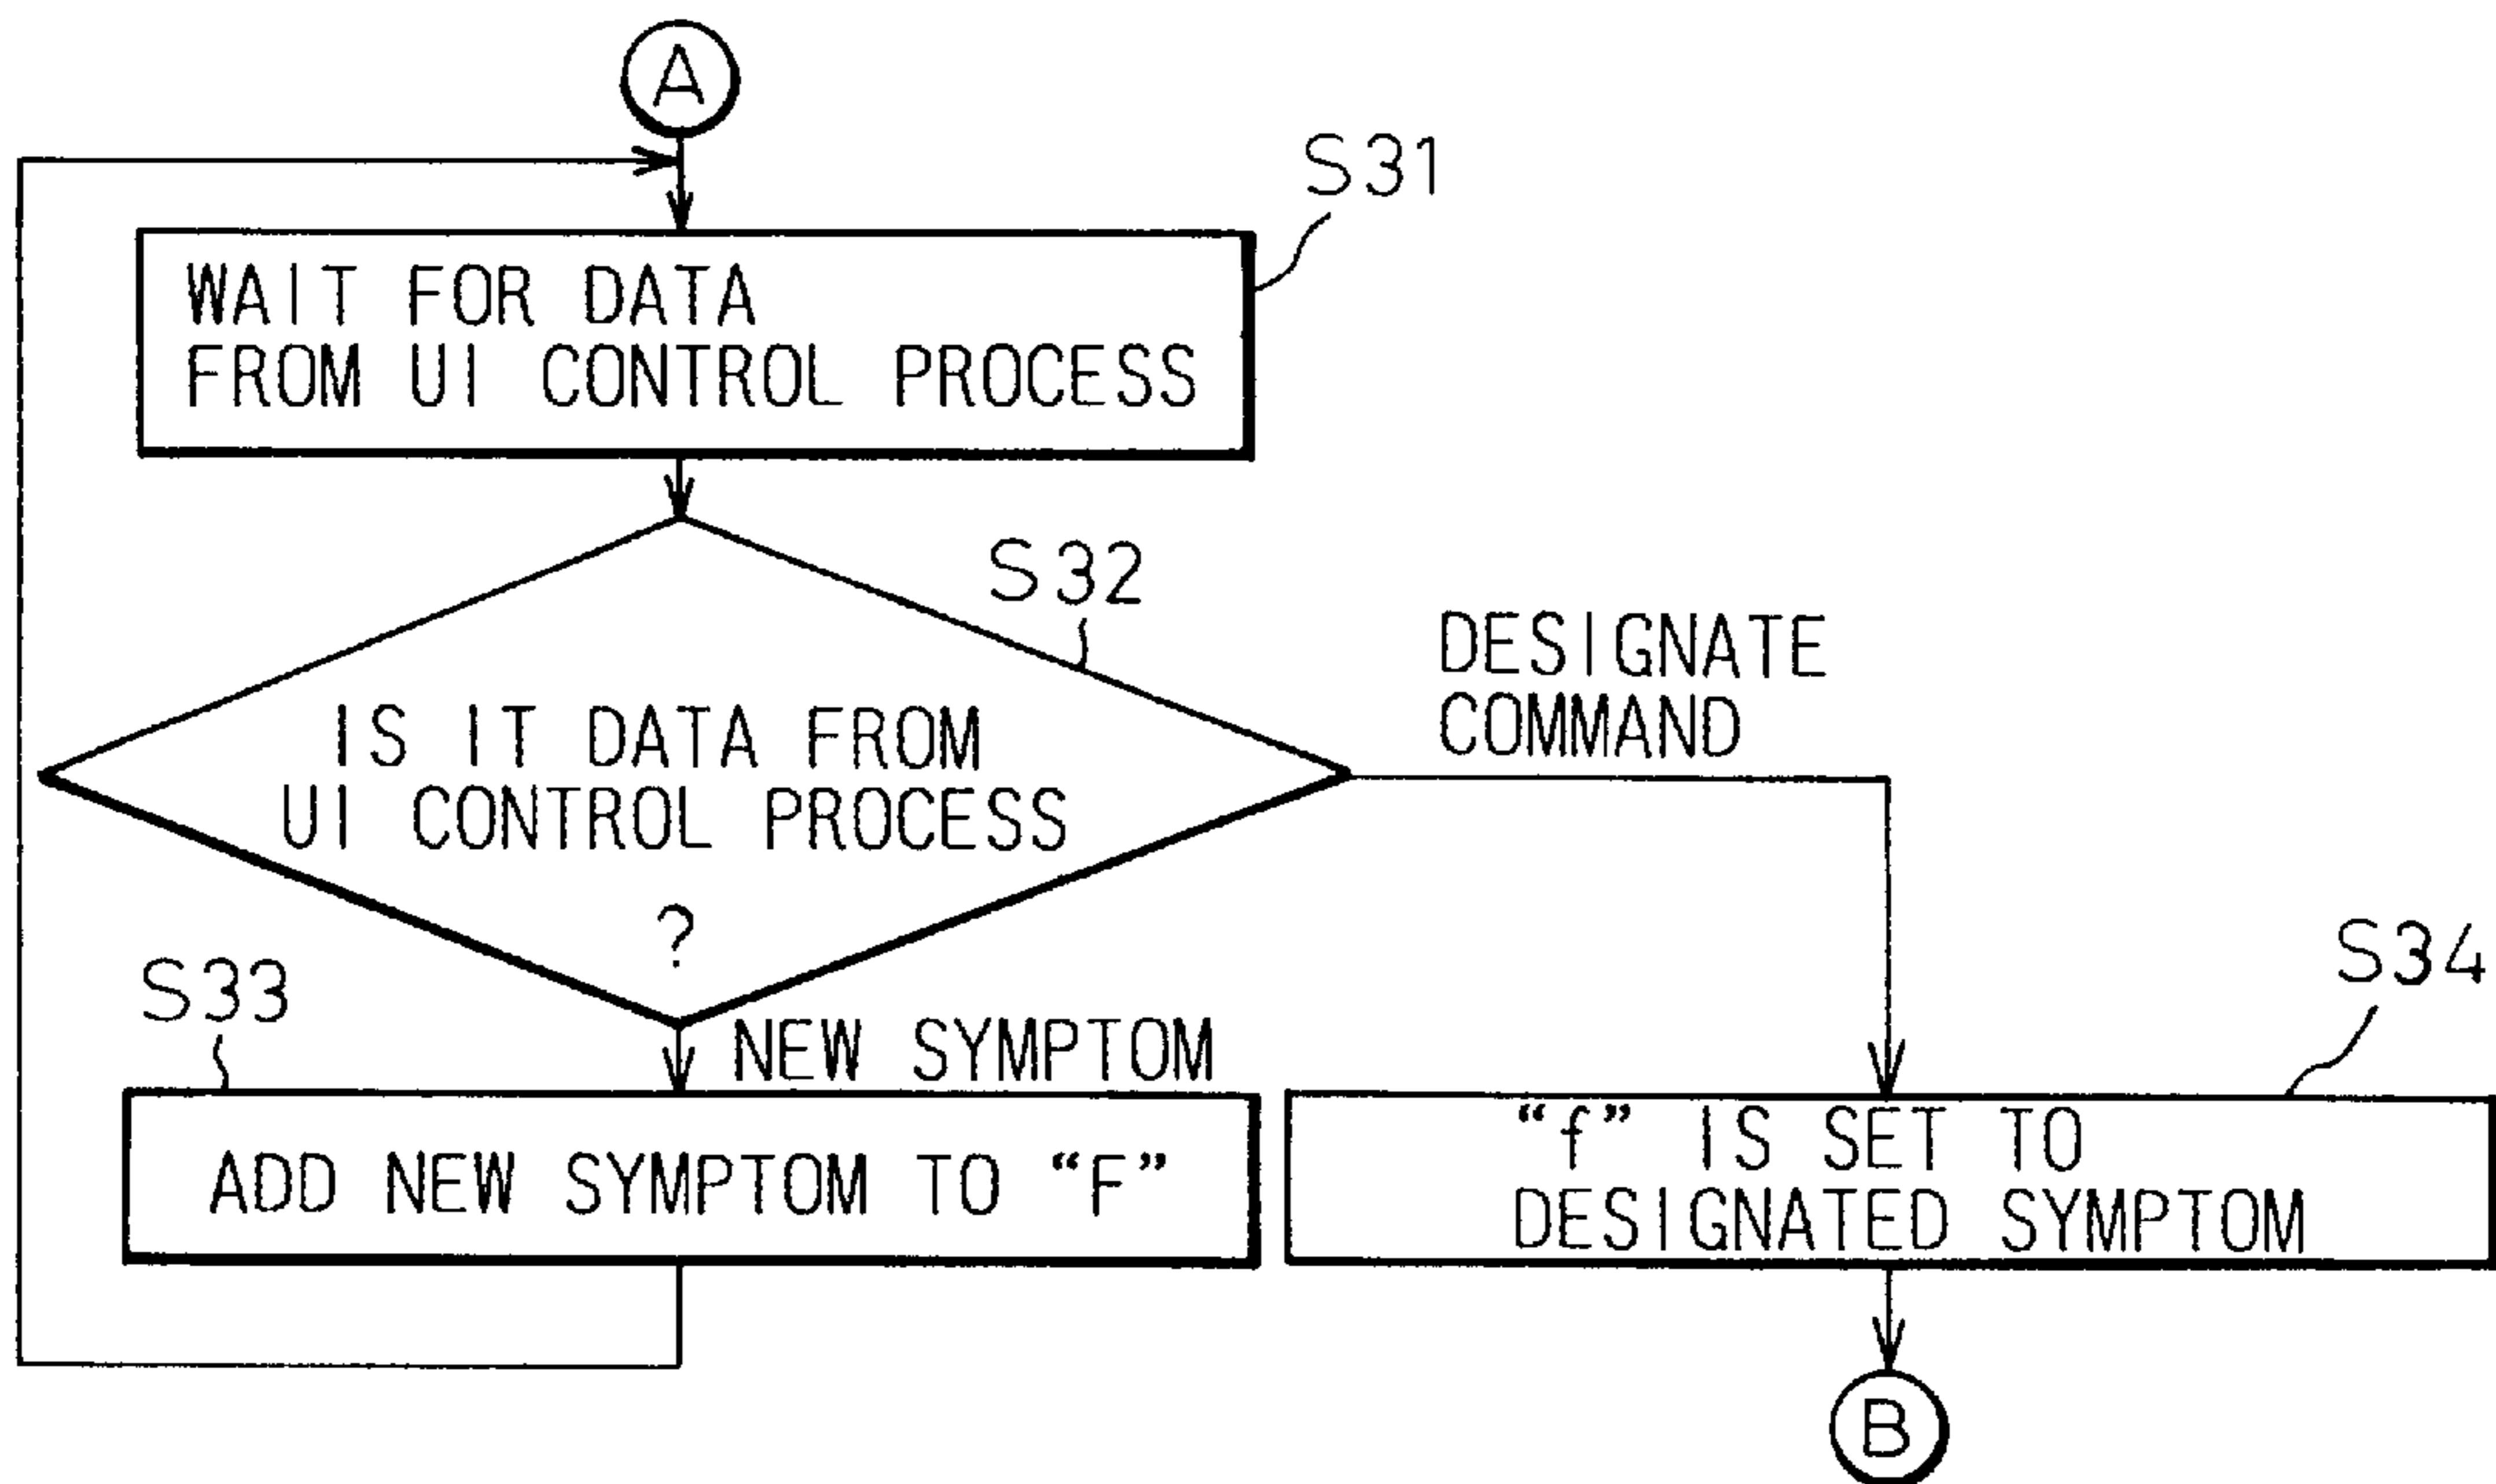 A
S31
WAIT FOR DATA
FROM UI CONTROL PROCESS
S32
DESIGNATE
COMMAND
IS IT DATA FROM
UI CONTROL PROCESS
?
S33
S34
NEW SYMPTOM
ADD NEW SYMPTOM TO “F”
“f” IS SET TO
DESIGNATED SYMPTOM
B